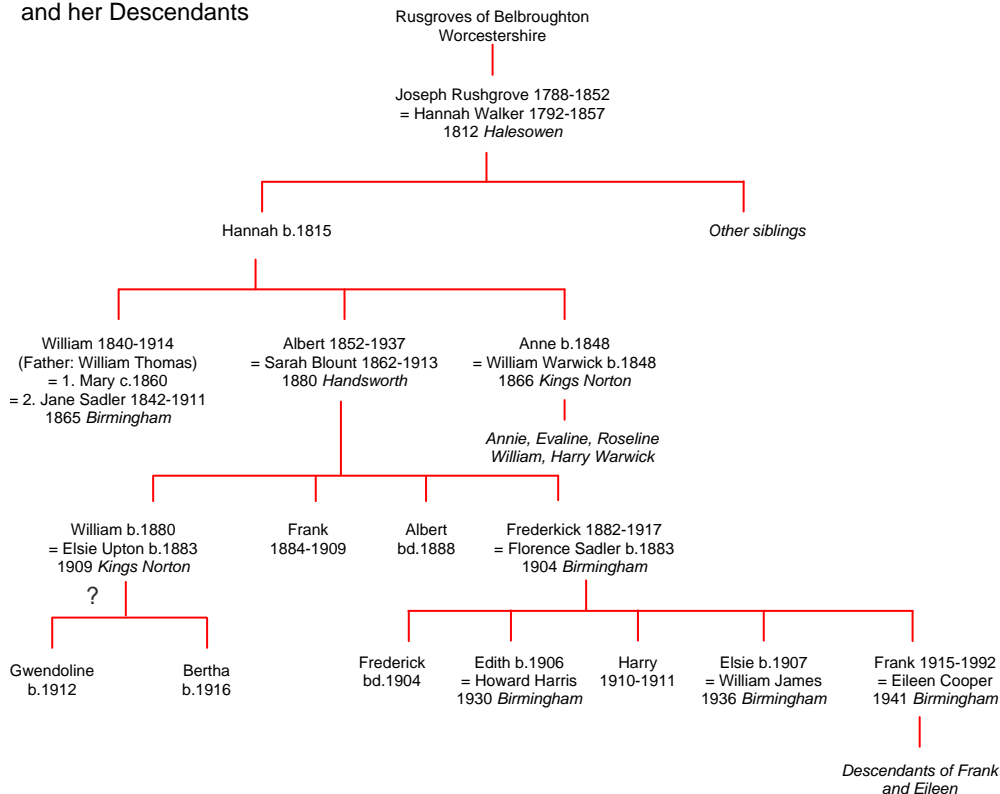 and her Descendants
Rusgroves of Belbroughton
Worcestershire
Joseph Rushgrove 1788-1852
= Hannah Walker 1792-1857
1812 Halesowen
Hannah b.1815
Other siblings
William 1840-1914
(Father: William Thomas)
= 1. Mary c.1860
= 2. Jane Sadler 1842-1911
1865 Birmingham
Albert 1852-1937
= Sarah Blount 1862-1913
1880 Handsworth
Anne b.1848
= William Warwick b.1848
1866 Kings Norton
Annie, Evaline, Roseline
William, Harry Warwick
William b.1880
= Elsie Upton b.1883
1909 Kings Norton
?
Frank
1884-1909
Albert
bd.1888
Frederkick 1882-1917
= Florence Sadler b.1883
1904 Birmingham
Gwendoline
b.1912
Bertha
b.1916
Frederick
bd.1904
Edith b.1906
= Howard Harris
1930 Birmingham
Harry
1910-1911
Elsie b.1907
= William James
1936 Birmingham
Frank 1915-1992
= Eileen Cooper
1941 Birmingham
Descendants of Frank
and Eileen